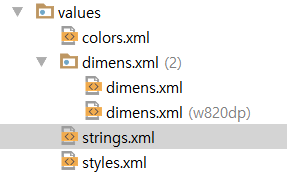 values
colors.xml
dimens.xml (2)
dimens.xml
dimens.xml (w820dp)
strings.xml
styles.xml